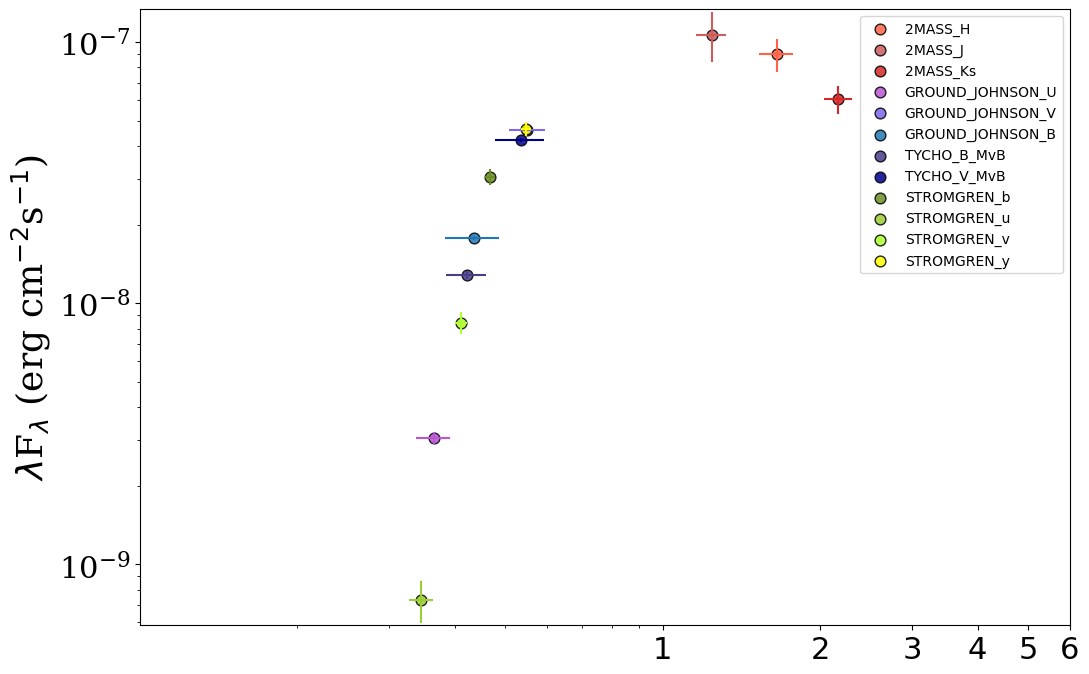 λF_λ (erg cm^{−2}s^{−1})
10^{−7}
10^{−8}
10^{−9}
1 2 3 4 5 6
2MASS_H
2MASS_J
2MASS_Ks
GROUND_JOHNSON_U
GROUND_JOHNSON_V
GROUND_JOHNSON_B
TYCHO_B_MvB
TYCHO_V_MvB
STROMGREN_b
STROMGREN_u
STROMGREN_v
STROMGREN_y